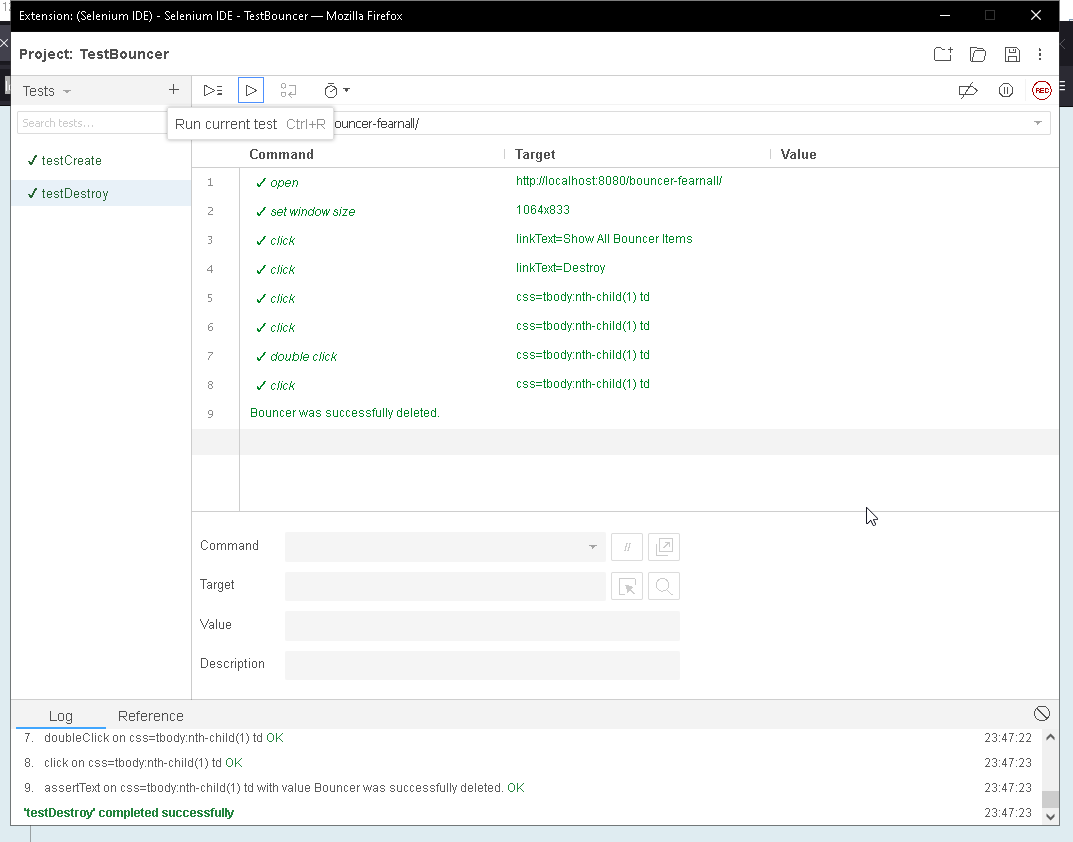 Extension: (Selenium IDE) - Selenium IDE - TestBouncer — Mozilla Firefox
Project: TestBouncer
Tests
REC
Search tests...
Run current test Ctrl+R
ouncer-fearnall/
Command Target Value
testCreate
testDestroy
1 ✓ open http://localhost:8080/bouncer-fearnall/
2 ✓ set window size 1064x833
3 ✓ click linkText=Show All Bouncer Items
4 ✓ click linkText=Destroy
5 ✓ click css=tbody:nth-child(1) td
6 ✓ click css=tbody:nth-child(1) td
7 ✓ double click css=tbody:nth-child(1) td
8 ✓ click css=tbody:nth-child(1) td
9 Bouncer was successfully deleted.
Command //
Target
Value
Description
Log Reference
7. doubleClick on css=tbody:nth-child(1) td OK 23:47:22
8. click on css=tbody:nth-child(1) td OK 23:47:23
9. assertText on css=tbody:nth-child(1) td with value Bouncer was successfully deleted. OK 23:47:23
'testDestroy' completed successfully 23:47:23